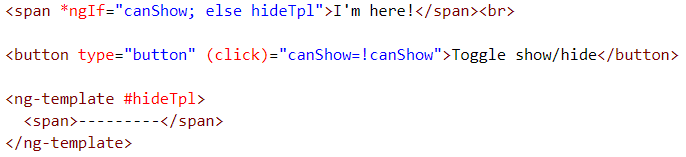 <span *ngIf="canShow; else hideTpl">I'm here!</span><br>
<button type="button" (click)="canShow=!canShow">Toggle show/hide</button>
<ng-template #hideTpl>
<span>---------</span>
</ng-template>